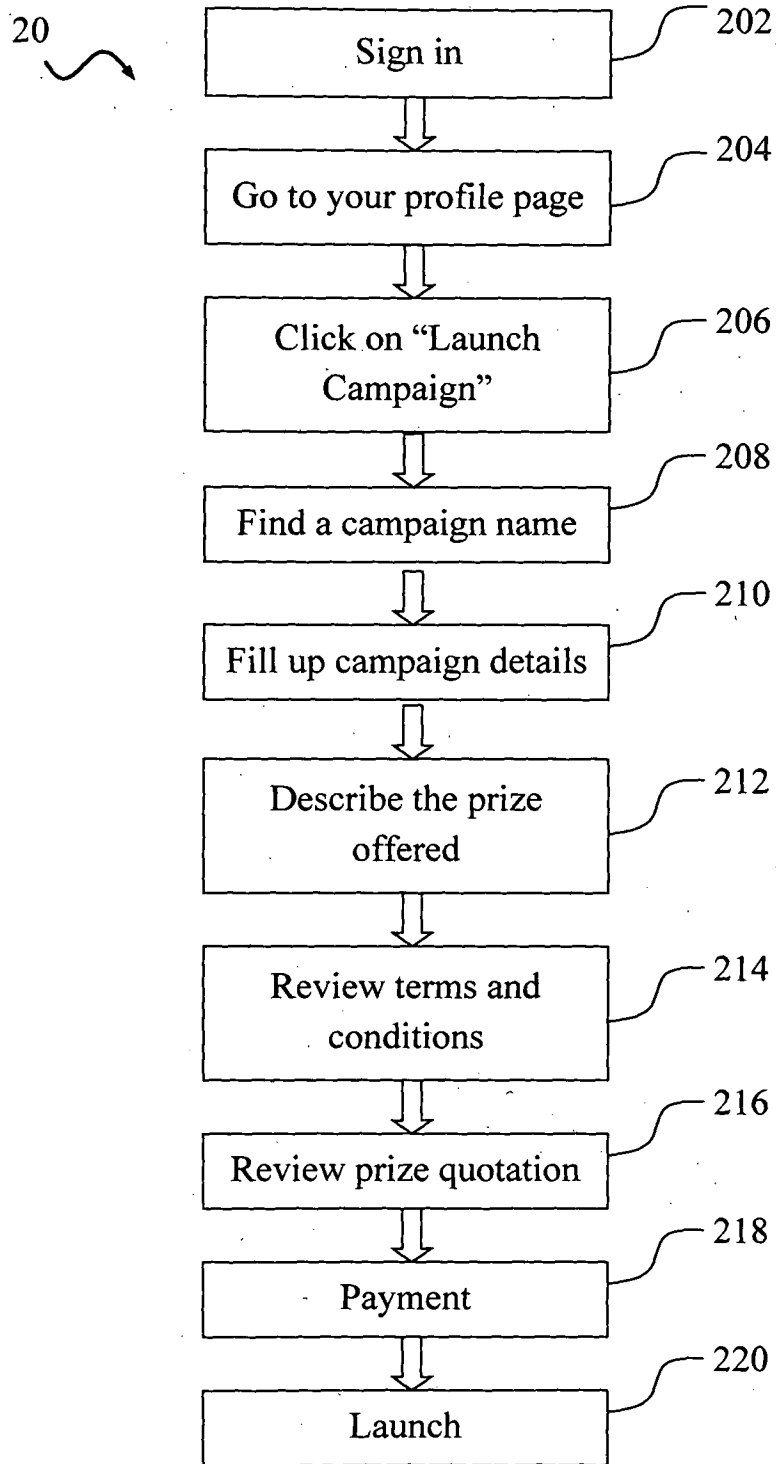 20
202
Sign in
204
Go to your profile page
206
Click on “Launch
Campaign”
208
Find a campaign name
210
Fill up campaign details
212
Describe the prize
offered
214
Review terms and
conditions
216
Review prize quotation
218
Payment
220
Launch